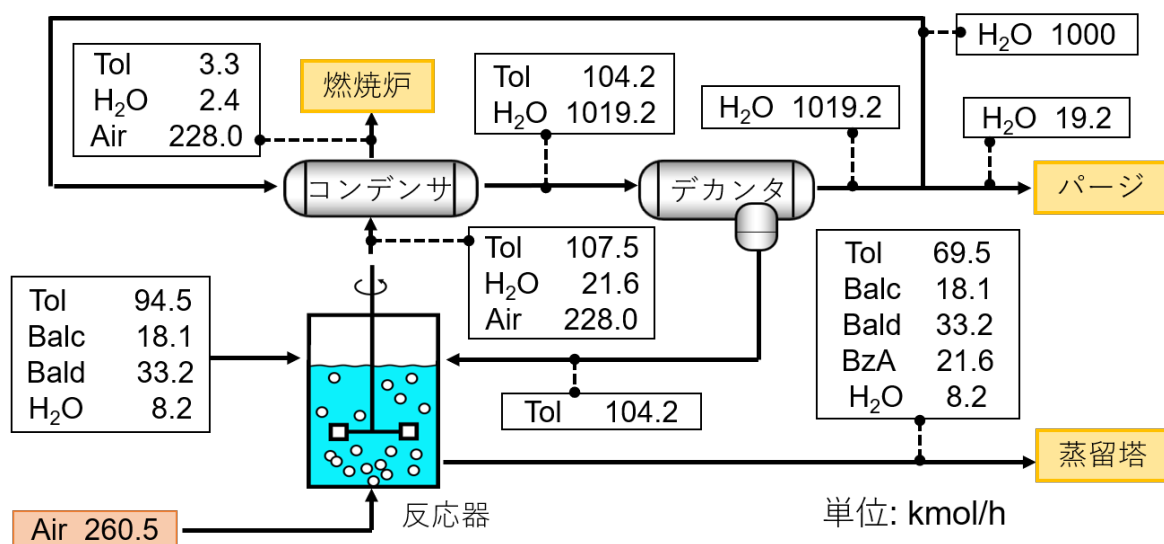 Tol 3.3
H₂O 2.4
Air 228.0
燃焼炉
Tol 104.2
H₂O 1019.2
H₂O 1019.2
H₂O 1000
H₂O 19.2
コンデンサ
デカンタ
パージ
Tol 107.5
H₂O 21.6
Air 228.0
Tol 94.5
Balc 18.1
Bald 33.2
H₂O 8.2
Tol 69.5
Balc 18.1
Bald 33.2
BzA 21.6
H₂O 8.2
Tol 104.2
蒸留塔
反応器
単位: kmol/h
Air 260.5